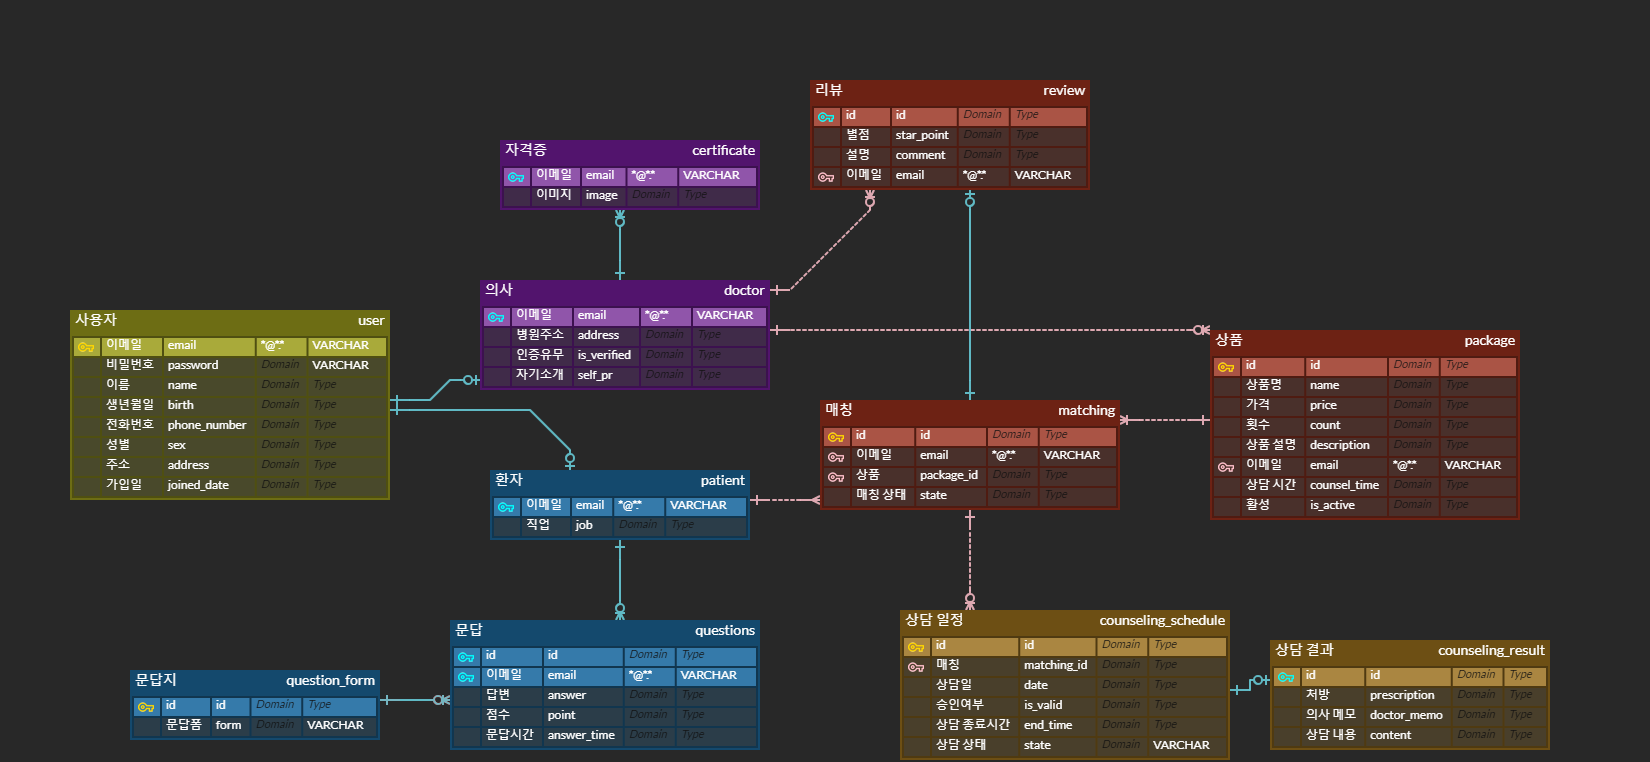 리뷰 review
id id Domain Type
별점 star_point Domain Type
설명 comment Domain Type
이메일 email *@*.* VARCHAR
자격증 certificate
이메일 email *@*.* VARCHAR
이미지 image Domain Type
의사 doctor
이메일 email *@*.* VARCHAR
병원주소 address Domain Type
인증유무 is_verified Domain Type
자기소개 self_pr Domain Type
사용자 user
이메일 email *@*.* VARCHAR
비밀번호 password Domain VARCHAR
이름 name Domain Type
생년월일 birth Domain Type
전화번호 phone_number Domain Type
성별 sex Domain Type
주소 address Domain Type
가입일 joined_date Domain Type
상품 package
id id Domain Type
상품명 name Domain Type
가격 price Domain Type
횟수 count Domain Type
상품 설명 description Domain Type
이메일 email *@*.* VARCHAR
상담 시간 counsel_time Domain Type
활성 is_active Domain Type
매칭 matching
id id Domain Type
이메일 email *@*.* VARCHAR
상품 package_id Domain Type
매칭 상태 state Domain Type
환자 patient
이메일 email *@*.* VARCHAR
직업 job Domain Type
문답 questions
id id Domain Type
이메일 email *@*.* VARCHAR
답변 answer Domain Type
점수 point Domain Type
문답시간 answer_time Domain Type
문답지 question_form
id id Domain Type
문답폼 form Domain VARCHAR
상담 일정 counseling_schedule
id id Domain Type
매칭 matching_id Domain Type
상담일 date Domain Type
승인여부 is_valid Domain Type
상담 종료시간 end_time Domain Type
상담 상태 state Domain VARCHAR
상담 결과 counseling_result
id id Domain Type
처방 prescription Domain Type
의사 메모 doctor_memo Domain Type
상담 내용 content Domain Type